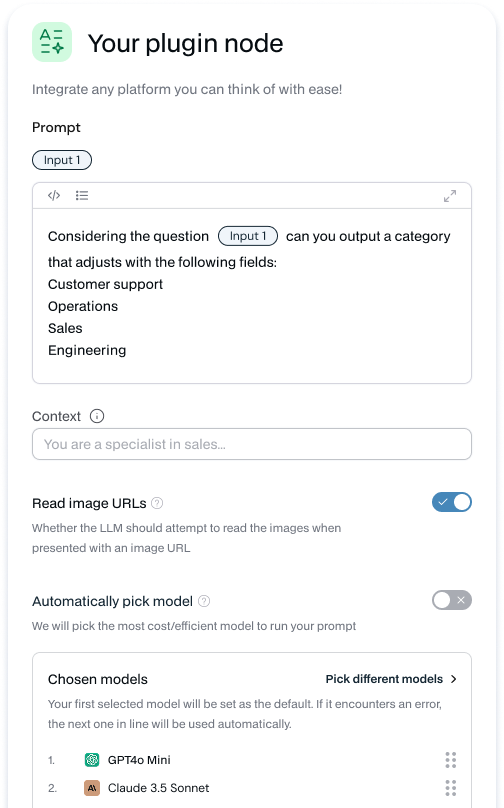 Your plugin node
Integrate any platform you can think of with ease!
Prompt
Input 1
Considering the question Input 1 can you output a category
that adjusts with the following fields:
Customer support
Operations
Sales
Engineering
Context
You are a specialist in sales...
Read image URLs
Whether the LLM should attempt to read the images when
presented with an image URL
Automatically pick model
We will pick the most cost/efficient model to run your prompt
Chosen models Pick different models
Your first selected model will be set as the default. If it encounters an error,
the next one in line will be used automatically.
1. GPT4o Mini
2. Claude 3.5 Sonnet